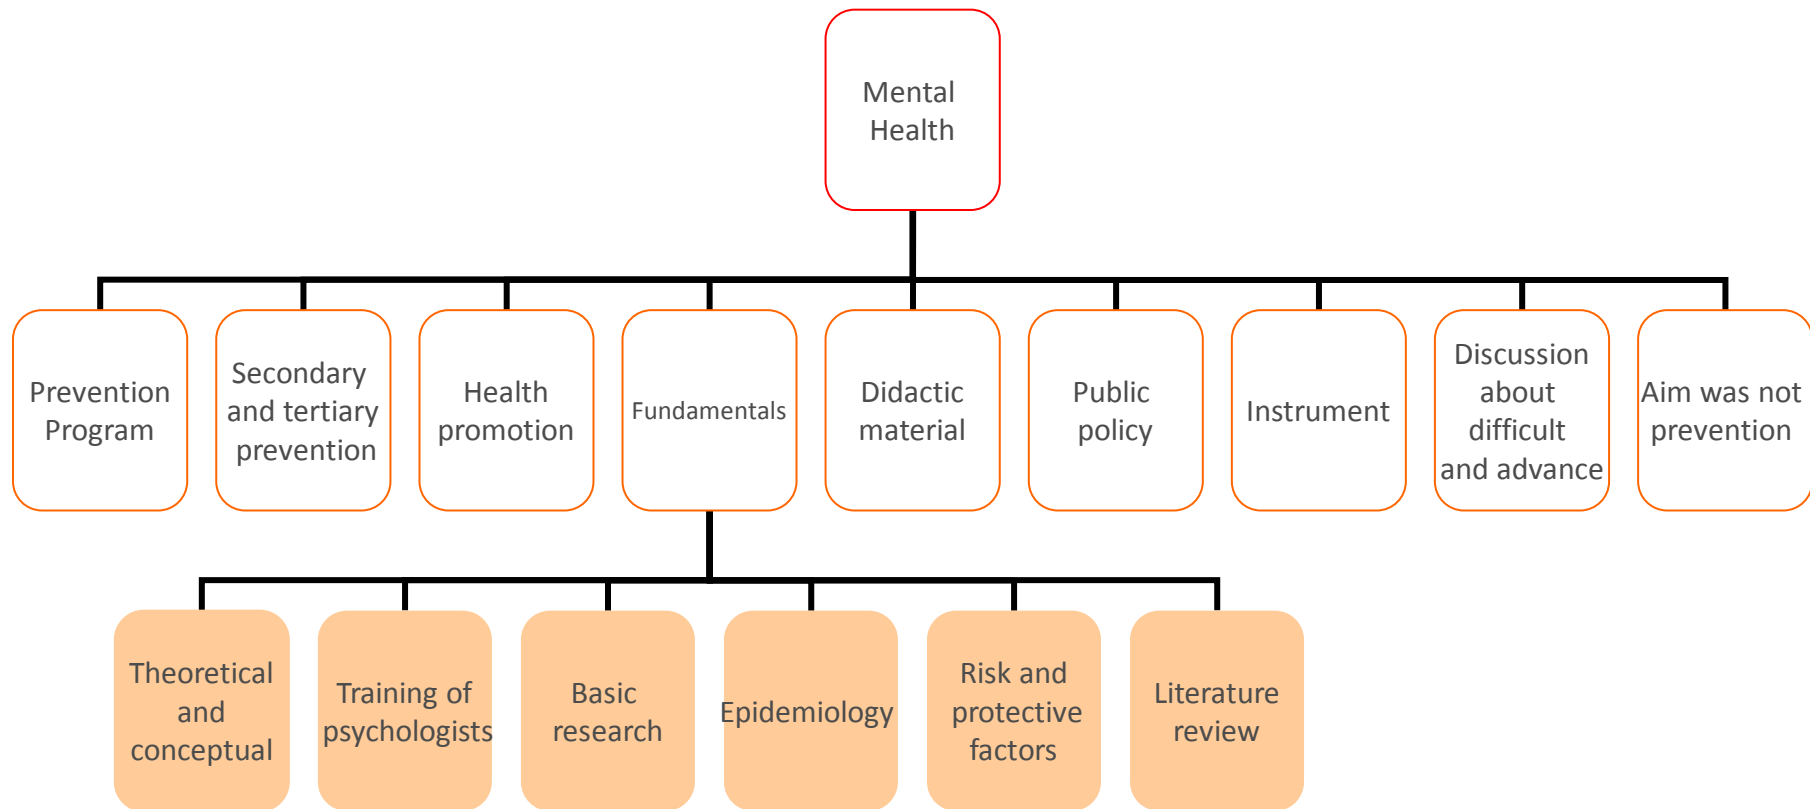 Mental
Health
Prevention
Program
Secondary
and tertiary
prevention
Health
promotion
Fundamentals
Didactic
material
Public
policy
Instrument
Discussion
about
difficult
and advance
Aim was not
prevention
Theoretical
and
conceptual
Training of
psychologists
Basic
research
Epidemiology
Risk and
protective
factors
Literature
review